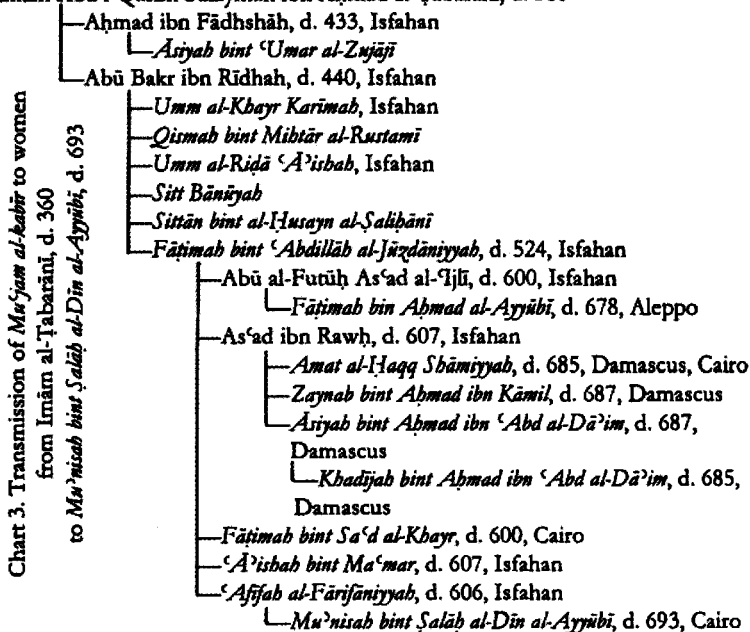 Aḥmad ibn Fādhshāh, d. 433, Isfahan
Āsiyah bint ʿUmar al-Zujājī
Abū Bakr ibn Rīdhah, d. 440, Isfahan
Umm al-Khayr Karīmah, Isfahan
Qismah bint Mihtār al-Rustamī
Umm al-Riḍā ʿĀʾishah, Isfahan
Sitt Bānūyah
Sittān bint al-Ḥusayn al-Ṣaliḥānī
Fāṭimah bint ʿAbdillāh al-Jūzdāniyyah, d. 524, Isfahan
Abū al-Futūḥ Asʿad al-ʿIjlī, d. 600, Isfahan
Fāṭimah bin Aḥmad al-Ayyūbī, d. 678, Aleppo
Asʿad ibn Rawḥ, d. 607, Isfahan
Amat al-Ḥaqq Shāmiyyah, d. 685, Damascus, Cairo
Zaynab bint Aḥmad ibn Kāmil, d. 687, Damascus
Āsiyah bint Aḥmad ibn ʿAbd al-Dāʾim, d. 687,
Damascus
Khadījah bint Aḥmad ibn ʿAbd al-Dāʾim, d. 685,
Damascus
Fāṭimah bint Saʿd al-Khayr, d. 600, Cairo
ʿĀʾishah bint Maʿmar, d. 607, Isfahan
ʿAfīfah al-Fārifāniyyah, d. 606, Isfahan
Muʾnisah bint Ṣalāḥ al-Dīn al-Ayyūbī, d. 693, Cairo
Chart 3. Transmission of Muʿjam al-kabīr to women
from Imām al-Ṭabarānī, d. 360
to Muʾnisah bint Ṣalāḥ al-Dīn al-Ayyūbī, d. 693